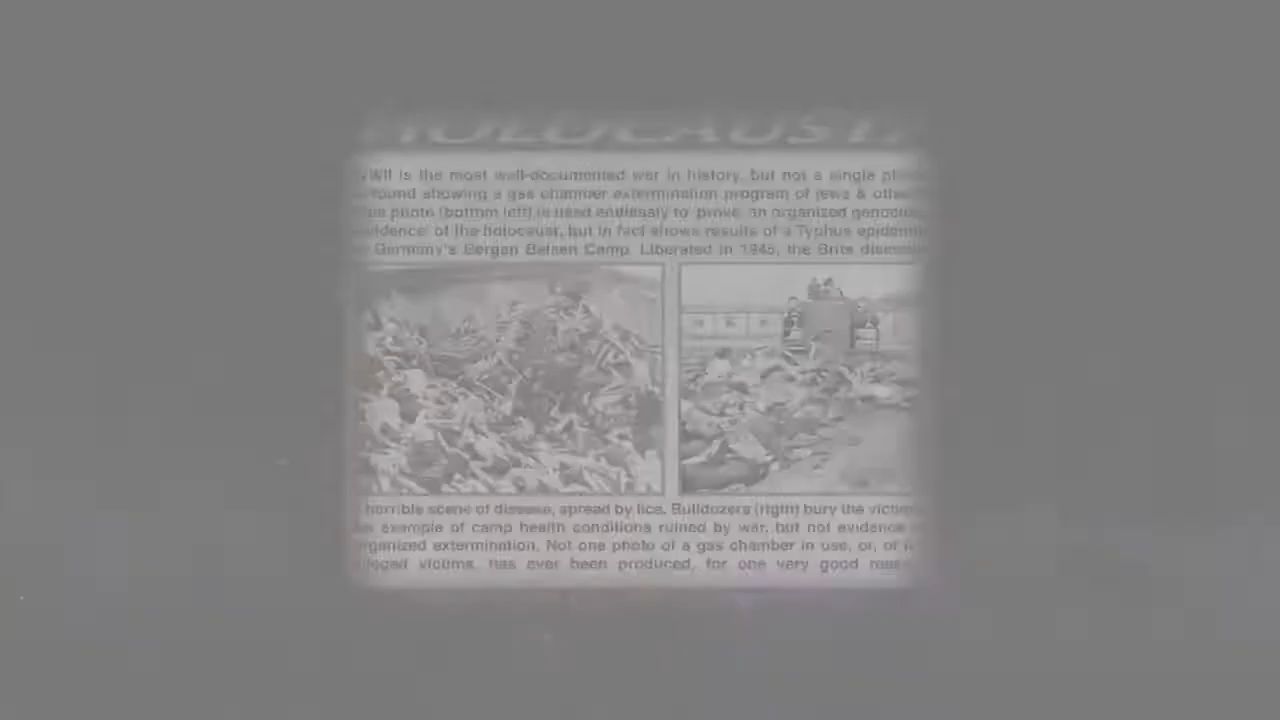 HOLOCAUST
is the most well-documented war in history, but not a single
found showing a gas chamber extermination program of jews & other
photo (bottom left) is used endlessly to 'prove' an organized
of the holocaust, but in fact shows results of a Typhus
Germany's Bergen Belsen Camp. Liberated in 1945, the Brits
horrible scene of disease, spread by lice. Bulldozers (right) bury the
example of camp health conditions ruined by war, but not evidence
organized extermination. Not one photo of a gas chamber in use, or, of
alleged victims, has ever been produced, for one very good